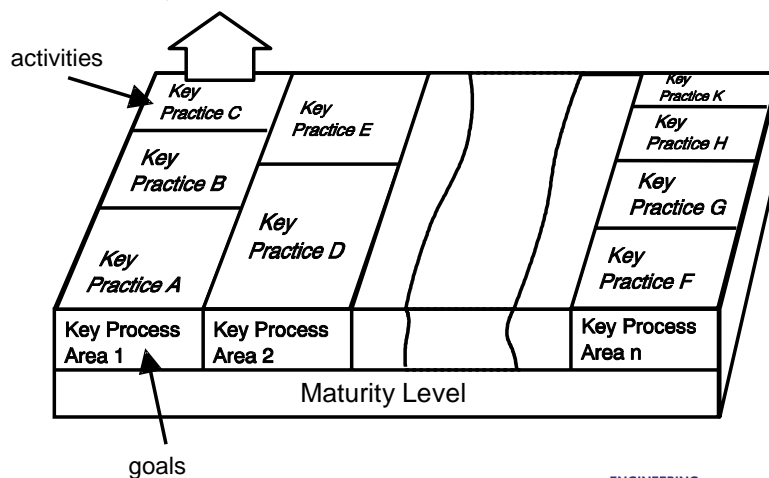 activities
Key
Practice C
Key
Practice B
Key
Practice A
Key
Practice E
Key
Practice D
Key
Practice K
Key
Practice H
Key
Practice G
Key
Practice F
Key Process
Area 1
Key Process
Area 2
Key Process
Area n
Maturity Level
goals